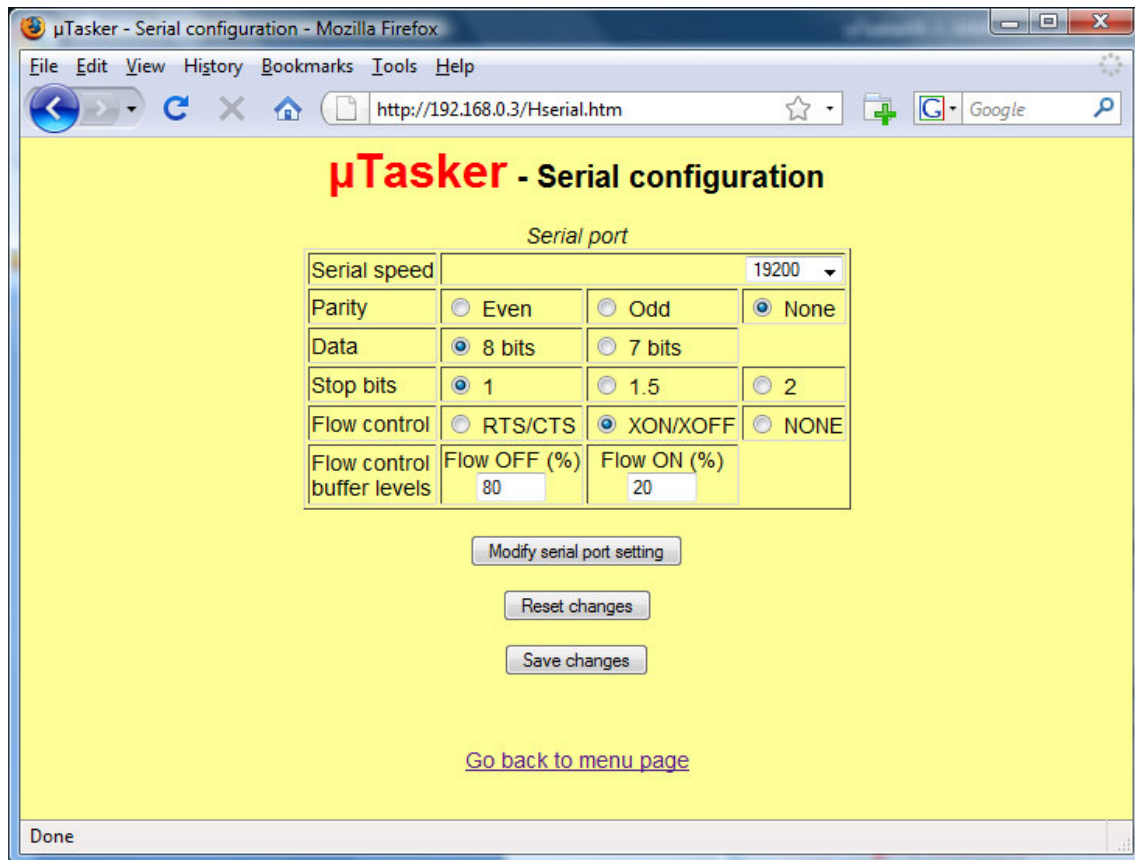 µTasker - Serial configuration - Mozilla Firefox
File Edit View History Bookmarks Tools Help
http://192.168.0.3/Hserial.htm G Google
µTasker - Serial configuration
Serial port
Serial speed 19200
Parity Even Odd None
Data 8 bits 7 bits
Stop bits 1 1.5 2
Flow control RTS/CTS XON/XOFF NONE
Flow control buffer levels Flow OFF (%) Flow ON (%)
80 20
Modify serial port setting
Reset changes
Save changes
Go back to menu page
Done